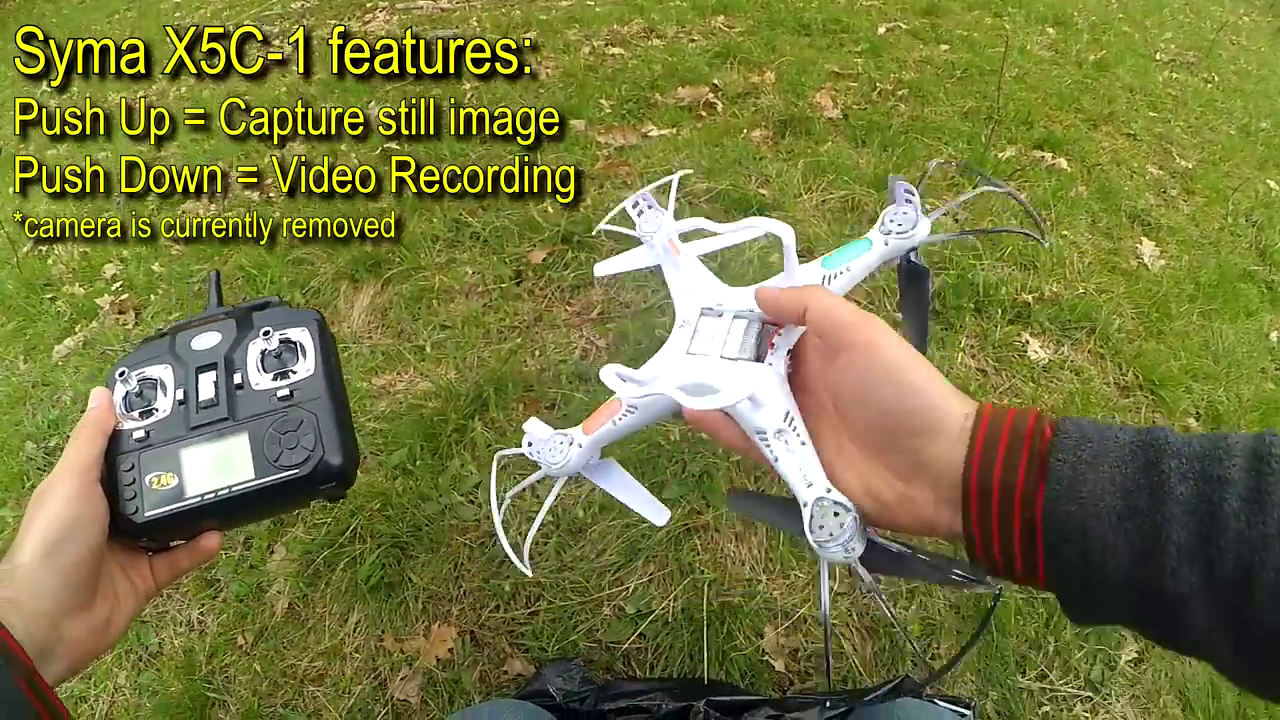 Syma X5C-1 features:
Push Up = Capture still image
Push Down = Video Recording
*camera is currently removed
2.4G